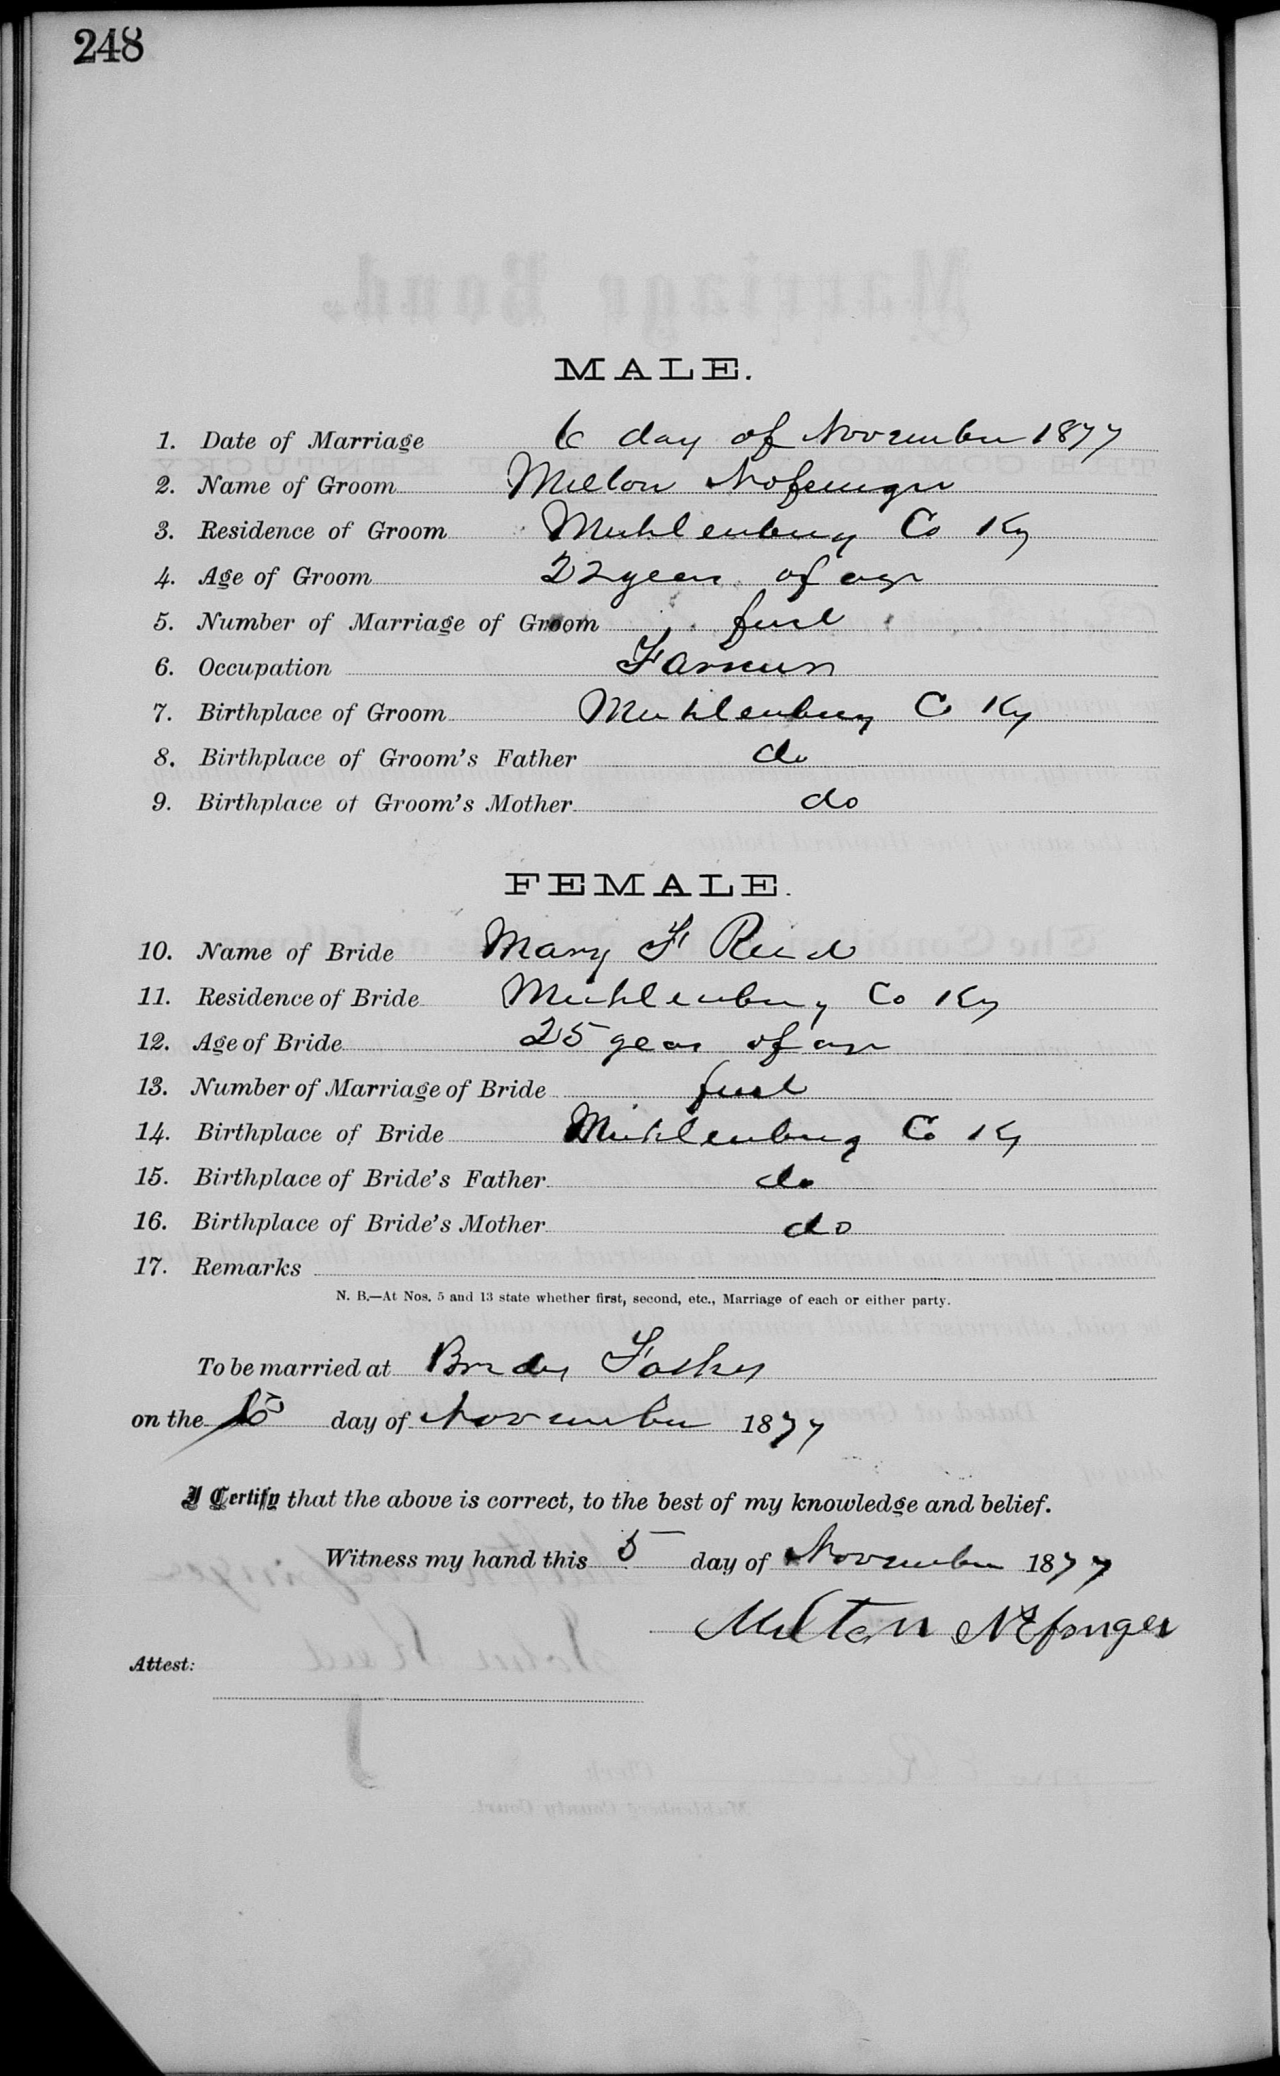 248
MALE.
1. Date of Marriage 6 day of November 1877
2. Name of Groom Milton Nofsinger
3. Residence of Groom Muhlenburg Co Ky
4. Age of Groom 22 years of age
5. Number of Marriage of Groom first
6. Occupation Farmer
7. Birthplace of Groom Muhlenburg Co Ky
8. Birthplace of Groom's Father do
9. Birthplace of Groom's Mother do
FEMALE.
10. Name of Bride Mary F Reid
11. Residence of Bride Muhlenburg Co Ky
12. Age of Bride 25 years of age
13. Number of Marriage of Bride first
14. Birthplace of Bride Muhlenburg Co Ky
15. Birthplace of Bride's Father do
16. Birthplace of Bride's Mother do
17. Remarks
N. B.—At Nos. 5 and 13 state whether first, second, etc., Marriage of each or either party.
To be married at Brides Fathers
on the day of November 1877
I Certify that the above is correct, to the best of my knowledge and belief.
Witness my hand this 5 day of November 1877
Milton Nofsinger
Attest: